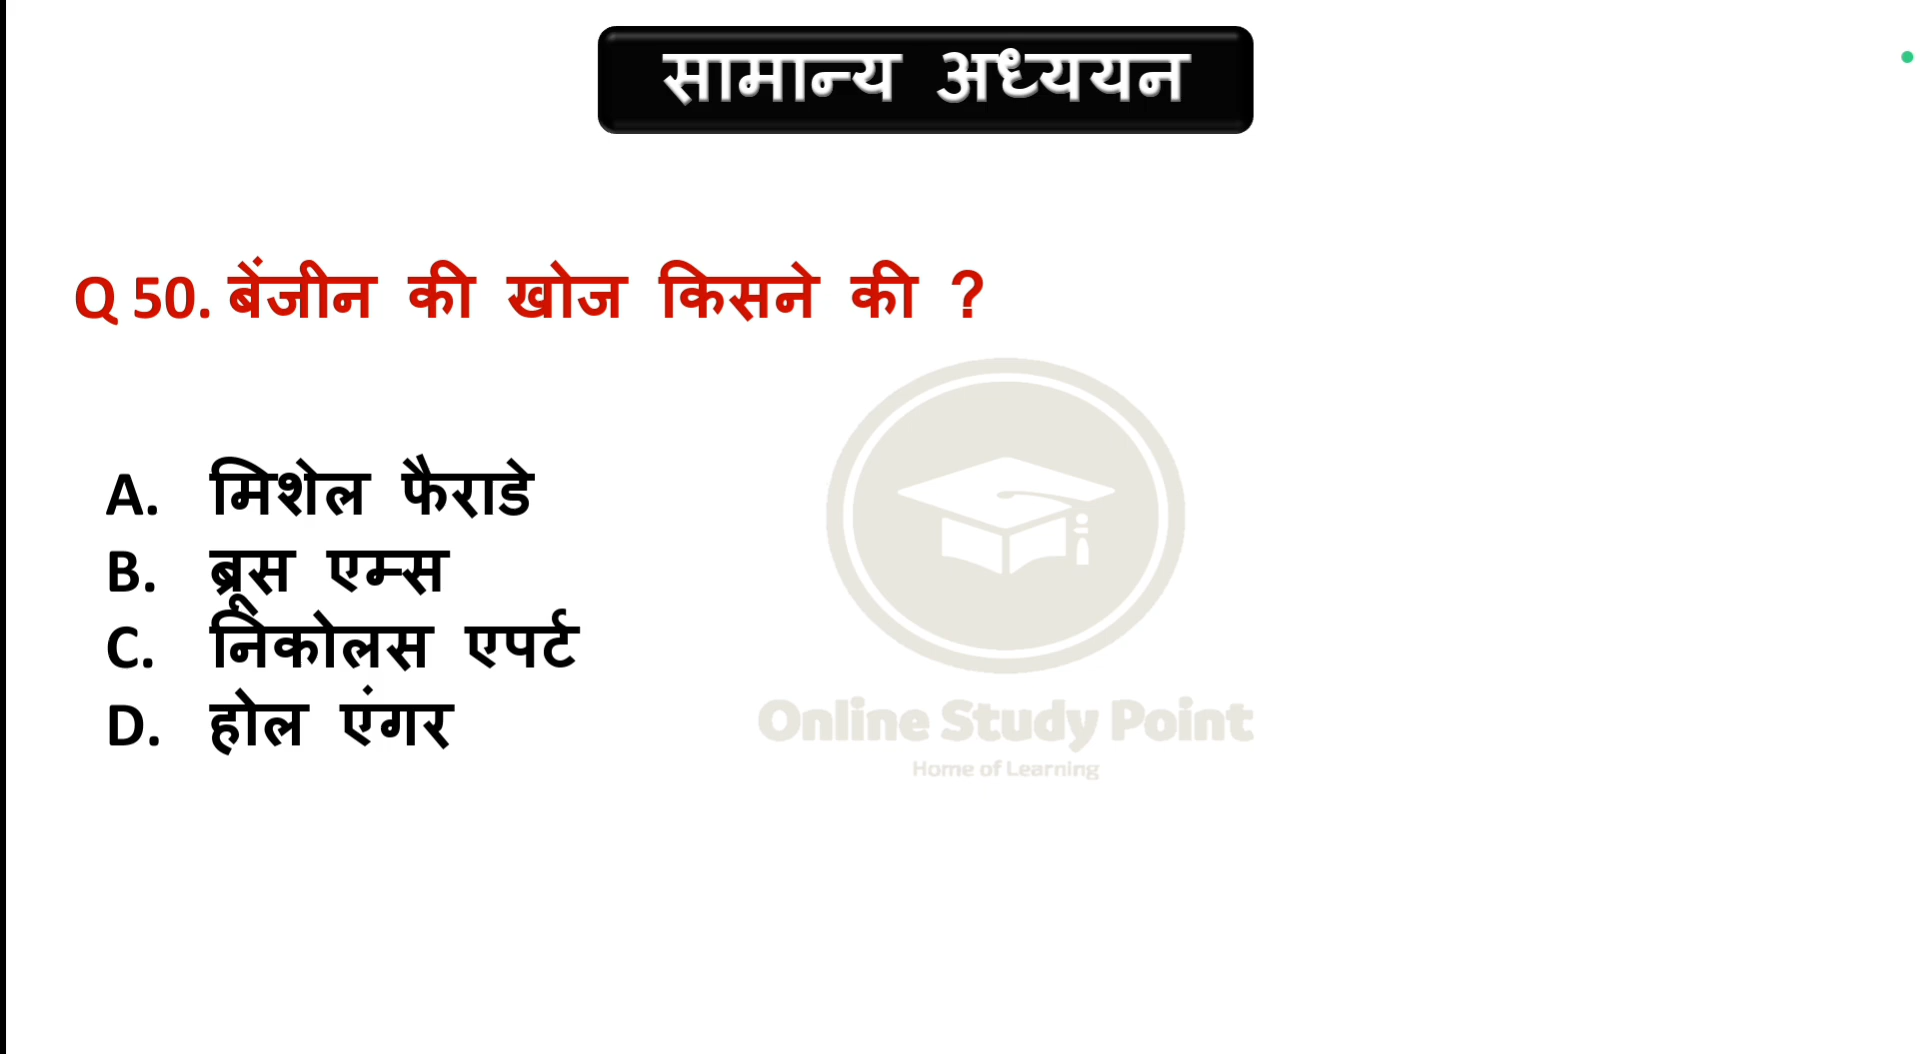 सामान्य अध्ययन
Q 50. बेंजीन की खोज किसने की ?
A. मिशेल फैराडे
B. ब्रूस एम्स
C. निकोलस एपर्ट
D. होल एंगर
Online Study Point
Home of Learning